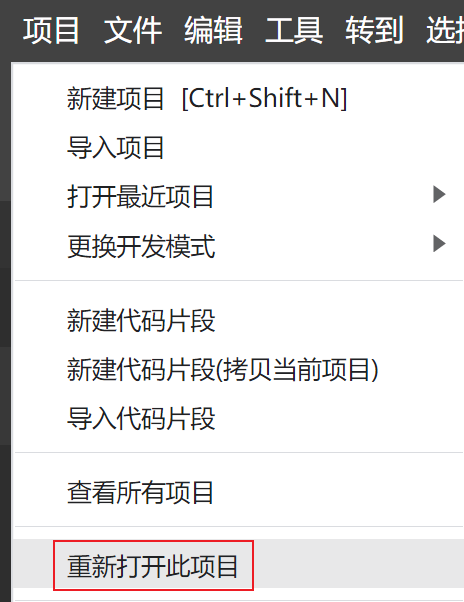 项目 文件 编辑 工具 转到
新建项目 [Ctrl+Shift+N]
导入项目
打开最近项目
更换开发模式
新建代码片段
新建代码片段(拷贝当前项目)
导入代码片段
查看所有项目
重新打开此项目